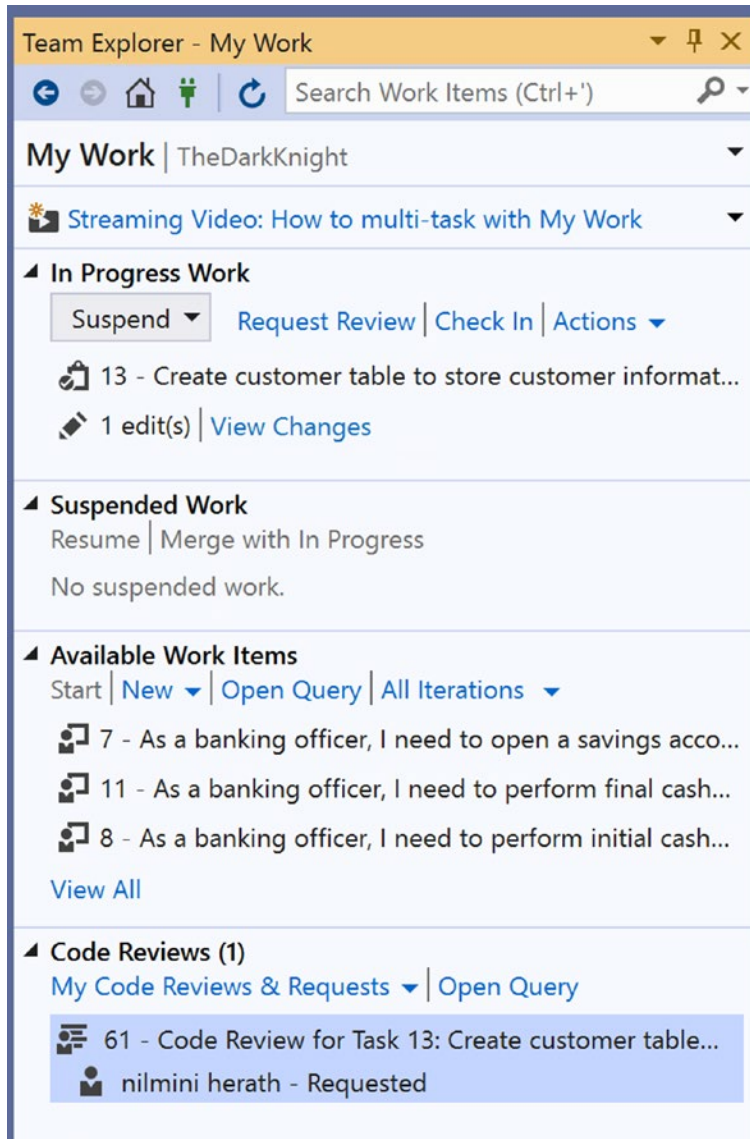 Team Explorer - My Work
Search Work Items (Ctrl+')
My Work | TheDarkKnight
Streaming Video: How to multi-task with My Work
In Progress Work
Suspend Request Review | Check In | Actions
13 - Create customer table to store customer informat...
1 edit(s) | View Changes
Suspended Work
Resume | Merge with In Progress
No suspended work.
Available Work Items
Start | New | Open Query | All Iterations
7 - As a banking officer, I need to open a savings acco...
11 - As a banking officer, I need to perform final cash...
8 - As a banking officer, I need to perform initial cash...
View All
Code Reviews (1)
My Code Reviews & Requests | Open Query
61 - Code Review for Task 13: Create customer table...
nilmini herath - Requested